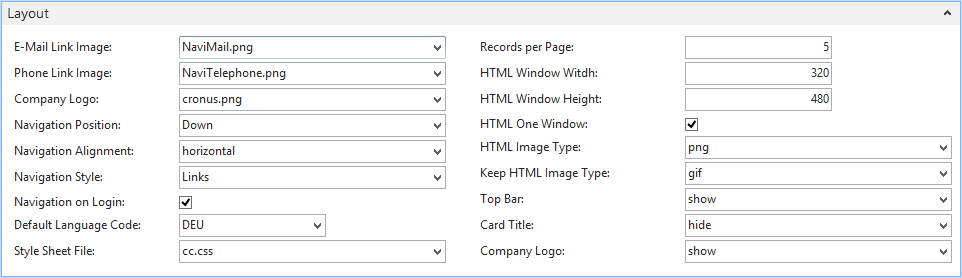 Layout
E-Mail Link Image: NaviMail.png
Phone Link Image: NaviTelephone.png
Company Logo: cronus.png
Navigation Position: Down
Navigation Alignment: horizontal
Navigation Style: Links
Navigation on Login:
Default Language Code: DEU
Style Sheet File: cc.css
Records per Page: 5
HTML Window Witdh: 320
HTML Window Height: 480
HTML One Window:
HTML Image Type: png
Keep HTML Image Type: gif
Top Bar: show
Card Title: hide
Company Logo: show